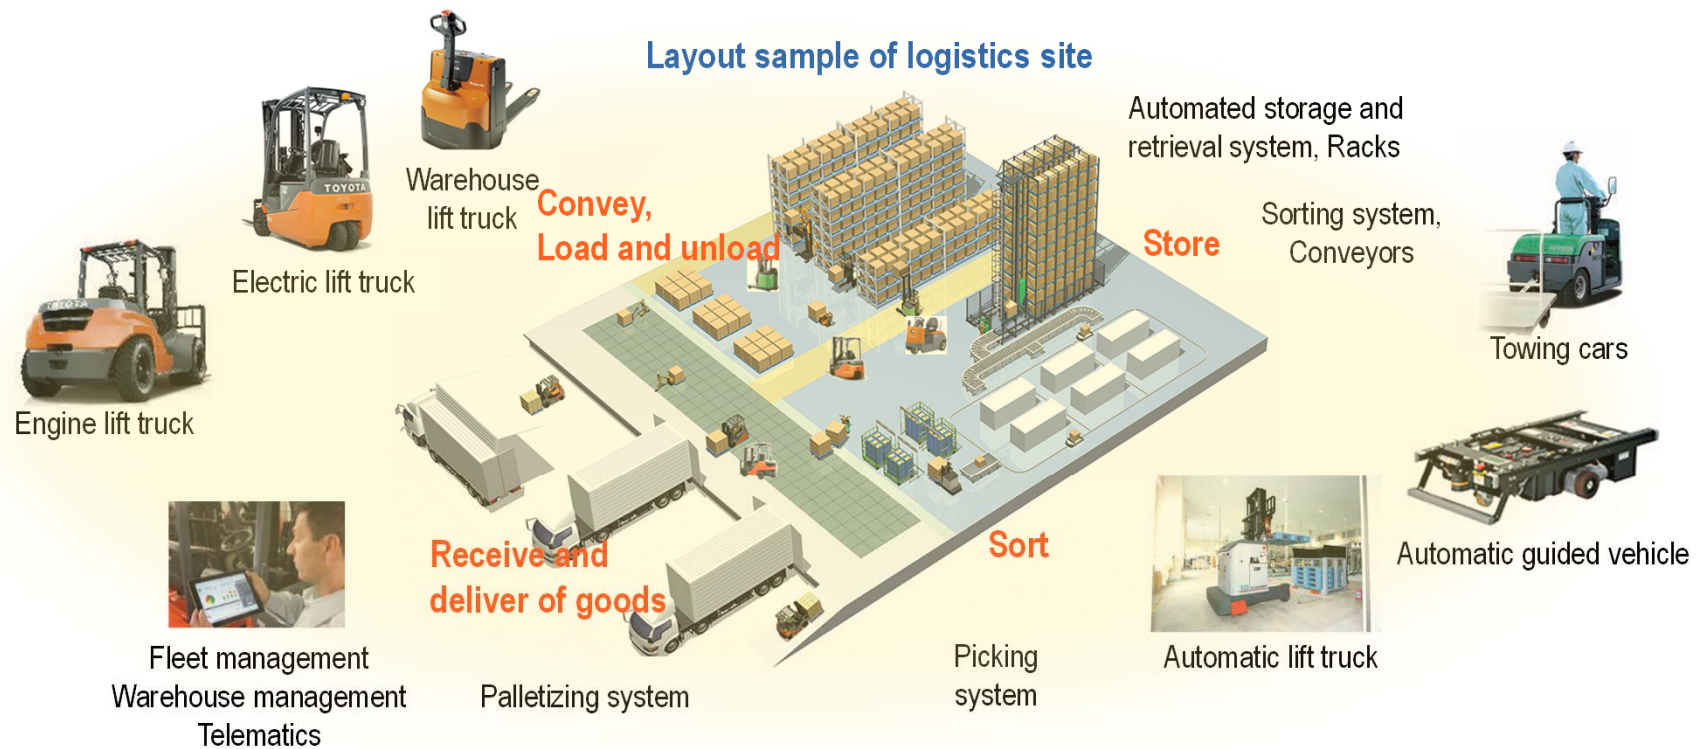 Layout sample of logistics site
Warehouse
lift truck
TOYOTA
Electric lift truck
TOYOTA
Engine lift truck
Convey,
Load and unload
Automated storage and
retrieval system, Racks
Store
Sorting system,
Conveyors
Towing cars
Automatic guided vehicle
Sort
Automatic lift truck
Receive and
deliver of goods
Fleet management
Warehouse management
Telematics
Palletizing system
Picking
system